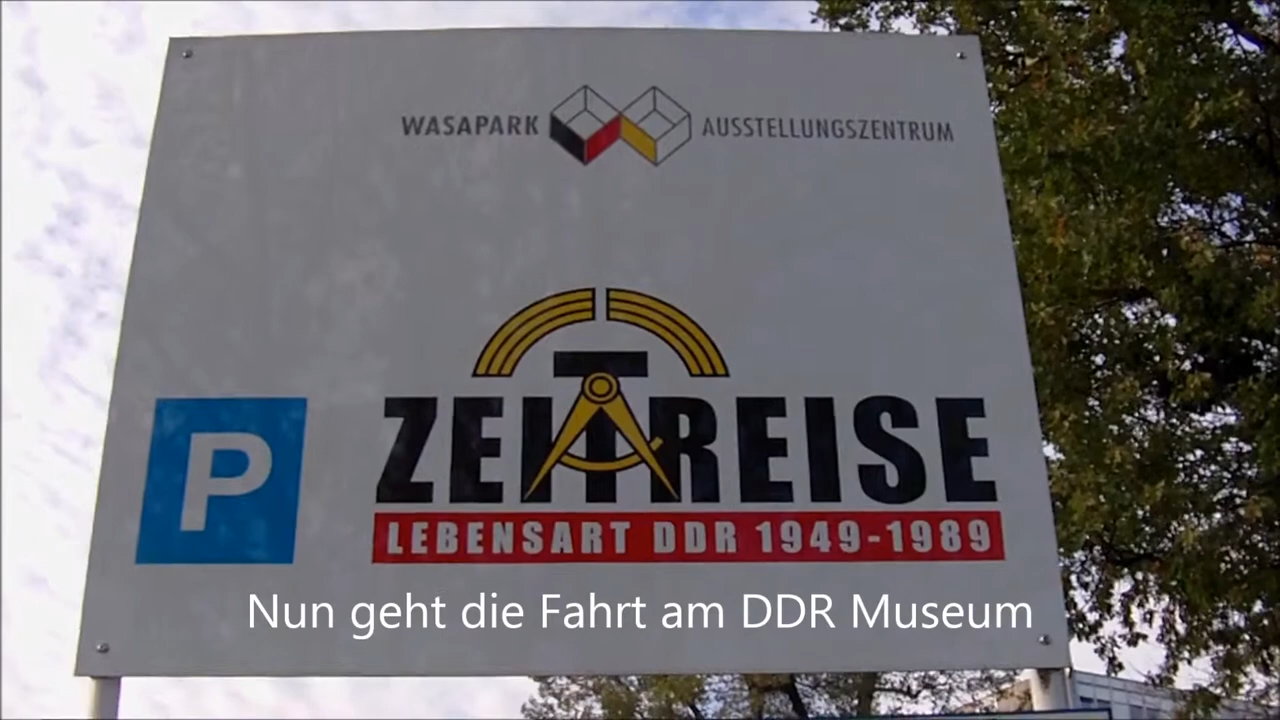 WASAPARK AUSSTELLUNGSZENTRUM
P
ZEITREISE
LEBENSART DDR 1949-1989
Nun geht die Fahrt am DDR Museum